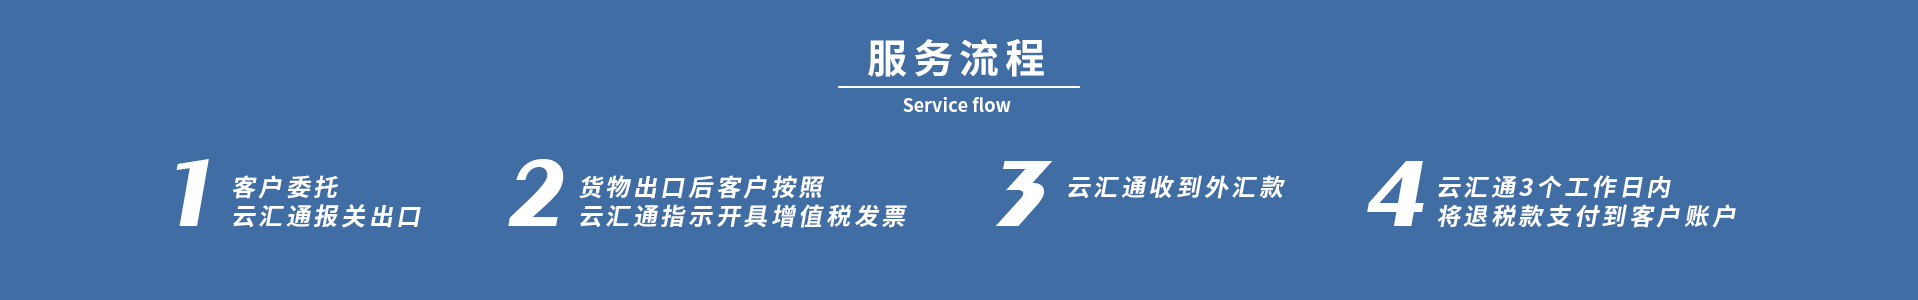 服务流程
Service flow
1
客户委托
云汇通报关出口
2
货物出口后客户按照
云汇通指示开具增值税发票
3
云汇通收到外汇款
4
云汇通3个工作日内
将退税款支付到客户账户